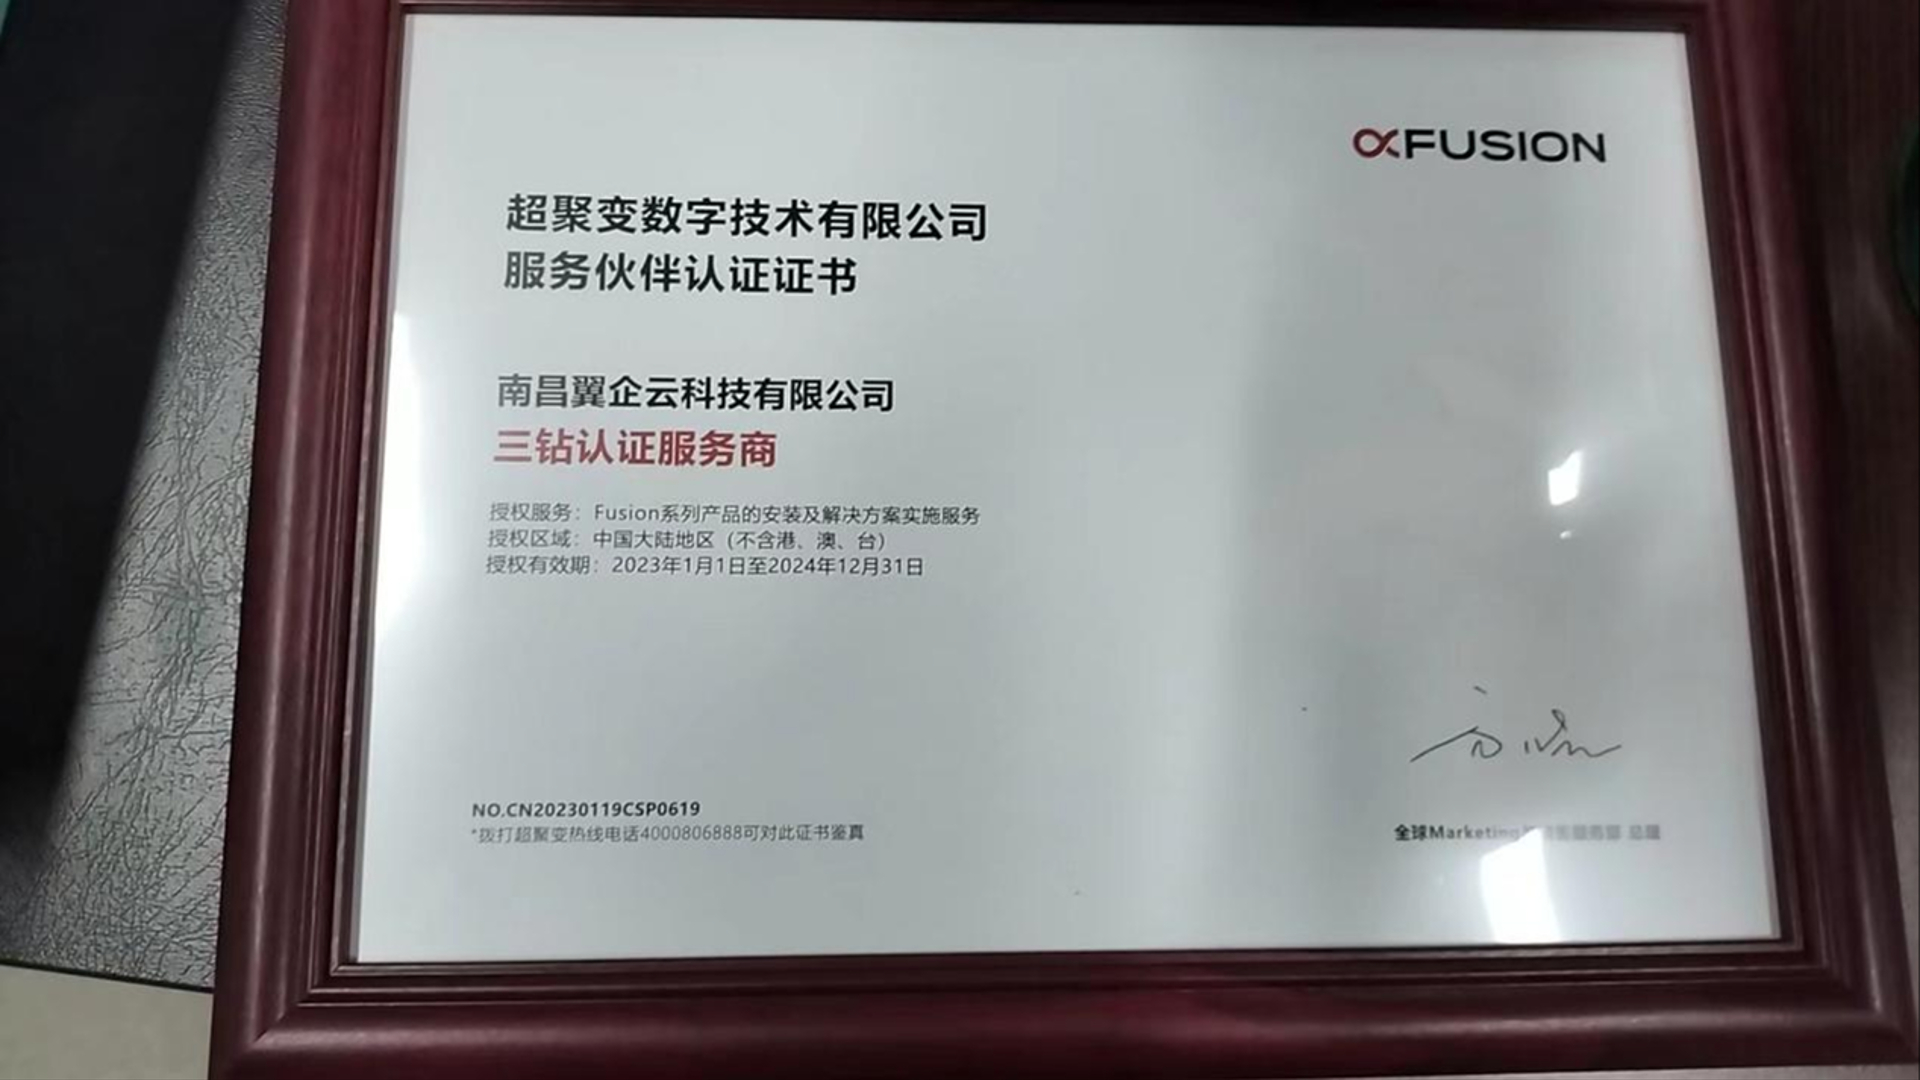 XFUSION
超聚变数字技术有限公司
服务伙伴认证证书
南昌翼企云科技有限公司
三钻认证服务商
授权服务：Fusion系列产品的安装及解决方案实施服务
授权区域：中国大陆地区（不含港、澳、台）
授权有效期：2023年1月1日至2024年12月31日
NO.CN20230119CSP0619
*拨打超聚变热线电话4000806888可对此证书鉴真
全球Marketing 总裁